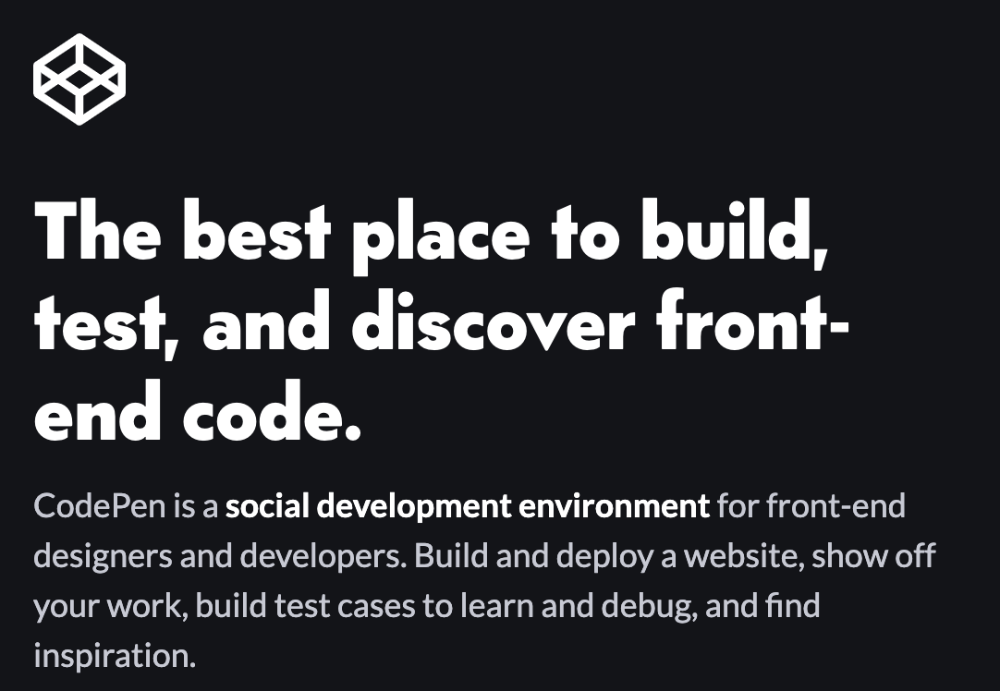 The best place to build,
test, and discover front-
end code.
CodePen is a social development environment for front-end
designers and developers. Build and deploy a website, show off
your work, build test cases to learn and debug, and find
inspiration.